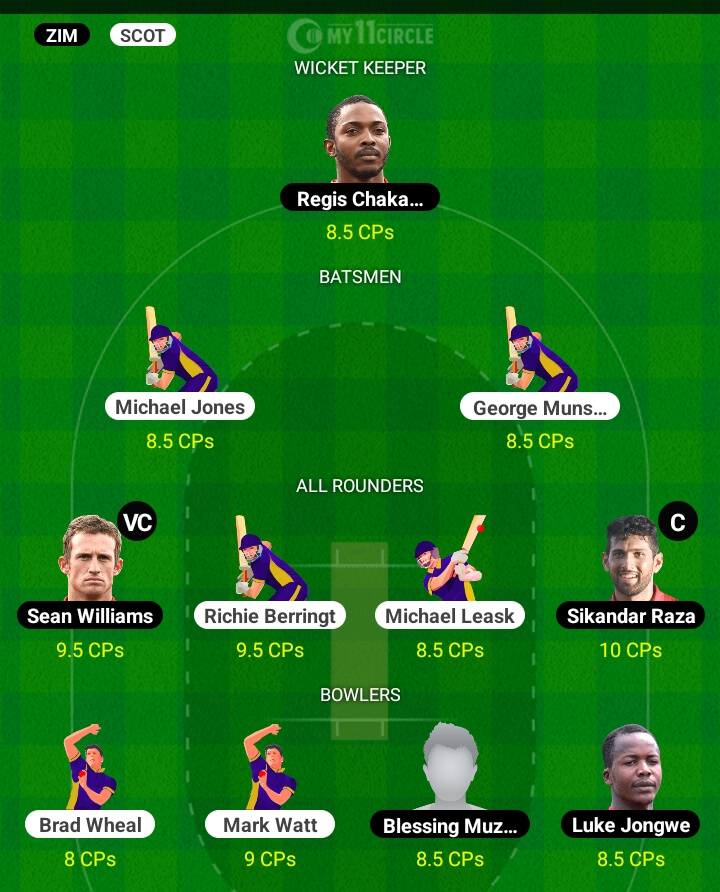 ZIM SCOT MY11CIRCLE
WICKET KEEPER
Regis Chaka...
8.5 CPs
BATSMEN
Michael Jones George Muns...
8.5 CPs 8.5 CPs
ALL ROUNDERS
VC C
Sean Williams Richie Berringt Michael Leask Sikandar Raza
9.5 CPs 9.5 CPs 8.5 CPs 10 CPs
BOWLERS
Brad Wheal Mark Watt Blessing Muz... Luke Jongwe
8 CPs 9 CPs 8.5 CPs 8.5 CPs